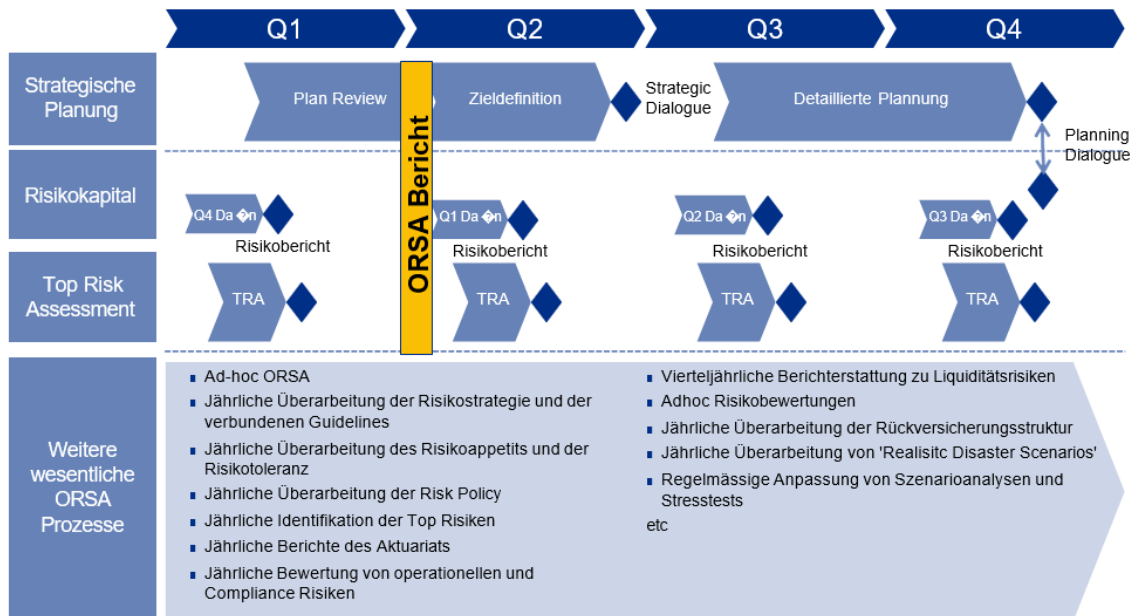 Q1
Q2
Q3
Q4
Strategische
Planung
Plan Review
Zieldefinition
Strategic
Dialogue
Detaillierte Plannung
Planning
Dialogue
ORSA Bericht
Risikokapital
Q4 Da �n
Risikobericht
Q1 Da �n
Risikobericht
Q2 Da �n
Risikobericht
Q3 Da �n
Risikobericht
Top Risk
Assessment
TRA
TRA
TRA
TRA
Weitere
wesentliche
ORSA
Prozesse
Ad-hoc ORSA
Jährliche Überarbeitung der Risikostrategie und der
verbundenen Guidelines
Jährliche Überarbeitung des Risikoappetits und der
Risikotoleranz
Jährliche Überarbeitung der Risk Policy
Jährliche Identifikation der Top Risiken
Jährliche Berichte des Aktuariats
Jährliche Bewertung von operationellen und
Compliance Risiken
Vierteljährliche Berichterstattung zu Liquiditätsrisiken
Adhoc Risikobewertungen
Jährliche Überarbeitung der Rückversicherungsstruktur
Jährliche Überarbeitung von 'Realisitc Disaster Scenarios'
Regelmässige Anpassung von Szenarioanalysen und
Stresstests
etc